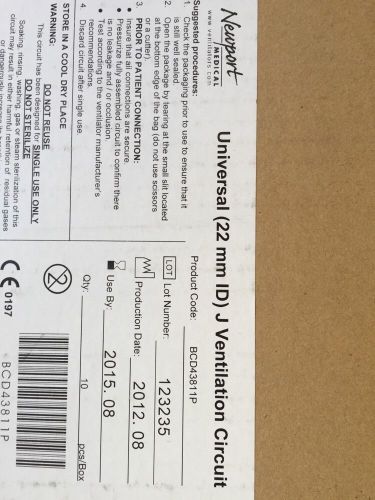 Newport
MEDICAL
www.ventilators.com
Universal (22 mm ID) J Ventilation Circuit
Suggested procedures:
1. Check the packaging prior to use to ensure that it
is still well sealed.
2. Open the package by tearing at the small slit located
at the bottom edge of the bag (do not use scissors
or a cutter).
3. PRIOR TO PATIENT CONNECTION:
• Ensure that all connections are secure.
• Pressurize fully assembled circuit to confirm there
is no leakage and / or occlusion.
• Test according to the ventilator manufacturer's
recommendations.
4. Discard circuit after single use.
STORE IN A COOL DRY PLACE
WARNING:
DO NOT REUSE
This circuit has been designed for SINGLE USE ONLY
DO NOT STERILIZE
Soaking, rinsing, washing, gas or steam sterilization of this
circuit may result in either harmful retention of residual gases
Product Code: BCD43811P
LOT Lot Number: 123235
Production Date: 2012.08
Use By: 2015.08
Qty: 10 pcs/Box
2
CE 0197
BCD43811P